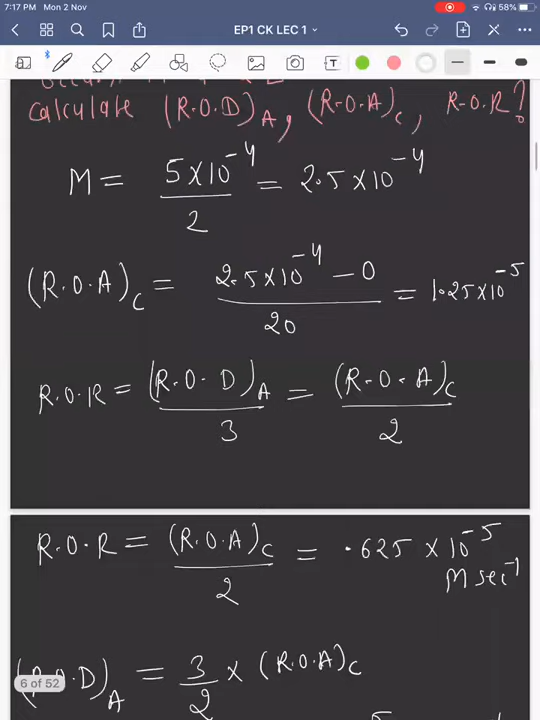 7:17 PM Mon 2 Nov
58%
EP1 CK LEC 1
T
calculate (R.O.D)A, (R.O.A)C, R.O.R?
M = 5×10⁻⁴ / 2 = 2.5×10⁻⁴
(R.O.A)C = 2.5×10⁻⁴ - 0 / 20 = 1.25×10⁻⁵
R.O.R = (R.O.D)A / 3 = (R.O.A)C / 2
R.O.R = (R.O.A)C / 2 = .625 × 10⁻⁵
M sec⁻¹
(R.O.D)A = 3/2 × (R.O.A)C
6 of 52